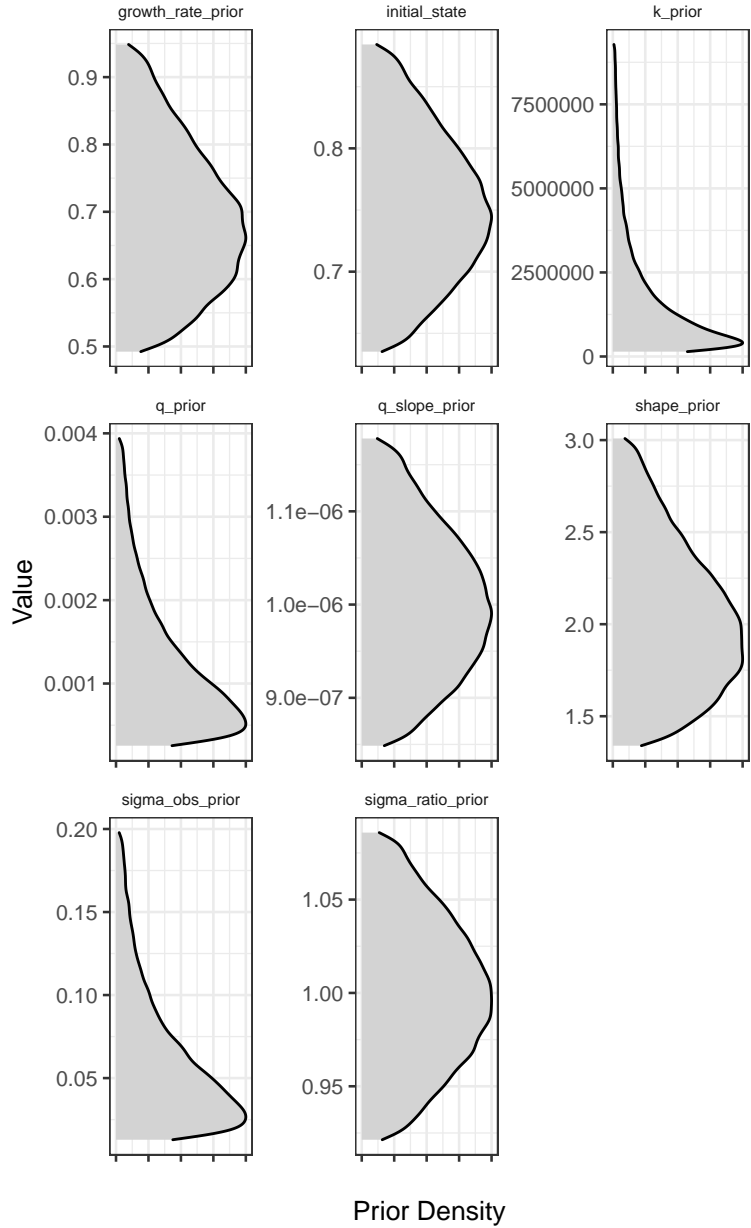 growth_rate_prior
initial_state
k_prior
0.9
0.8
0.7
0.6
0.5
0.8
0.7
7500000
5000000
2500000
0
q_prior
q_slope_prior
shape_prior
0.004
0.003
0.002
0.001
1.1e-06
1.0e-06
9.0e-07
3.0
2.5
2.0
1.5
Value
sigma_obs_prior
sigma_ratio_prior
0.20
0.15
0.10
0.05
1.05
1.00
0.95
Prior Density